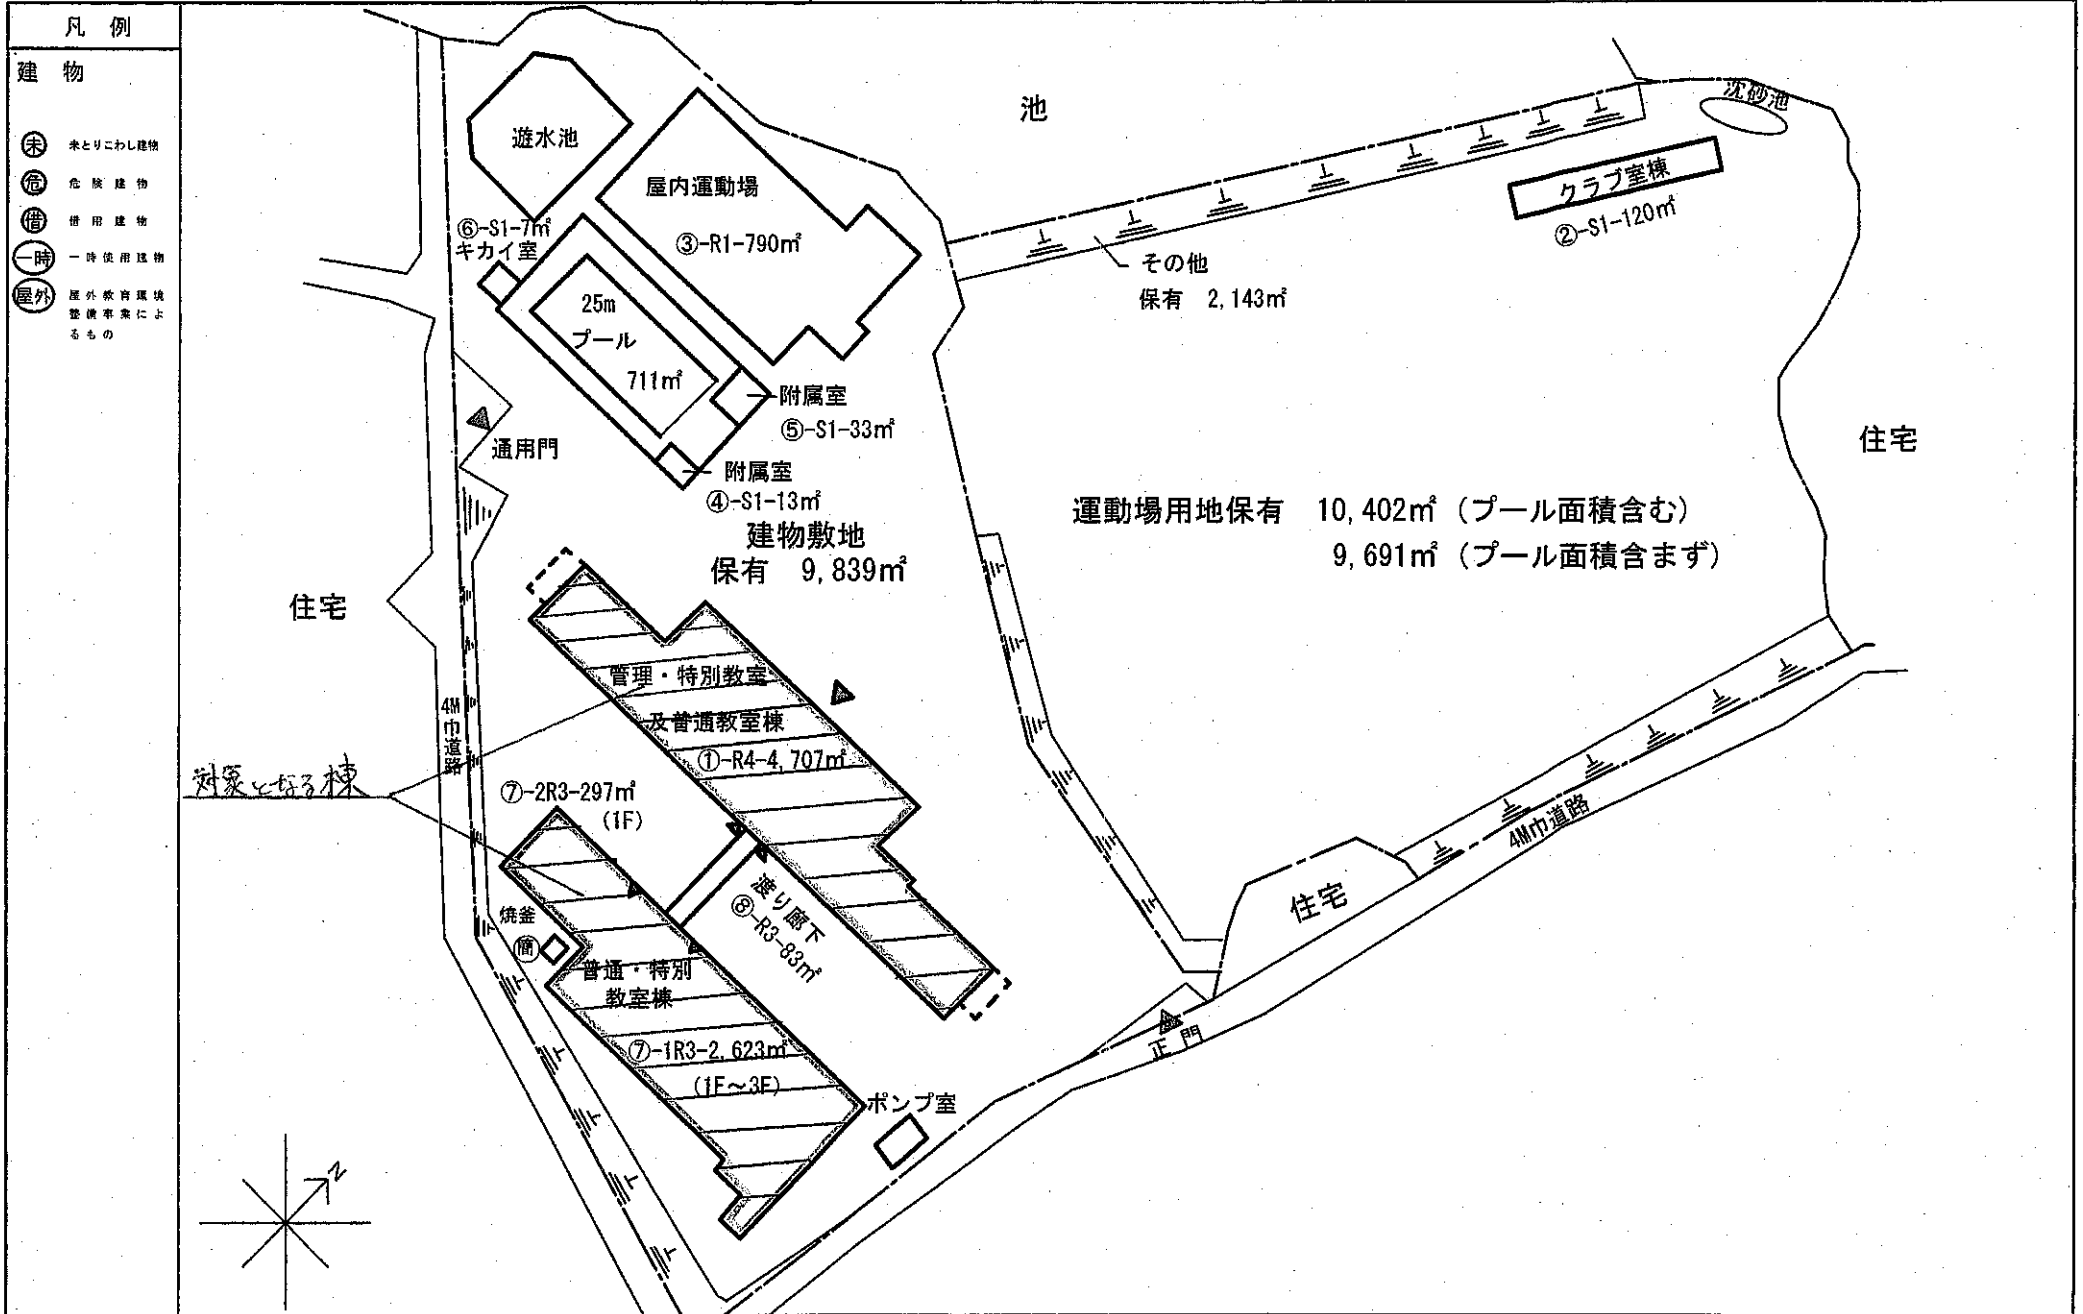 凡 例
建 物
未 未とりこわし建物
危 危険建物
借 借用建物
一時 一時使用建物
屋外 屋外教育環境
整備事業によ
るもの
池
沈砂池
遊水池
屋内運動場
③-R1-790㎡
クラブ室棟
②-S1-120㎡
⑥-S1-7㎡
キカイ室
その他
保有 2,143㎡
25m
プール
711㎡
附属室
⑤-S1-33㎡
通用門
附属室
④-S1-13㎡
住宅
建物敷地
保有 9,839㎡
運動場用地保有 10,402㎡(プール面積含む)
9,691㎡(プール面積含まず)
住宅
管理・特別教室
及普通教室棟
①-R4-4,707㎡
4M巾道路
対象となる棟
⑦-2R3-297㎡
(1F)
4M巾道路
渡り廊下
⑧-R3-83㎡
住宅
焼釜
簡
普通・特別
教室棟
⑦-1R3-2,623㎡
(1F~3F)
正門
ポンプ室
N